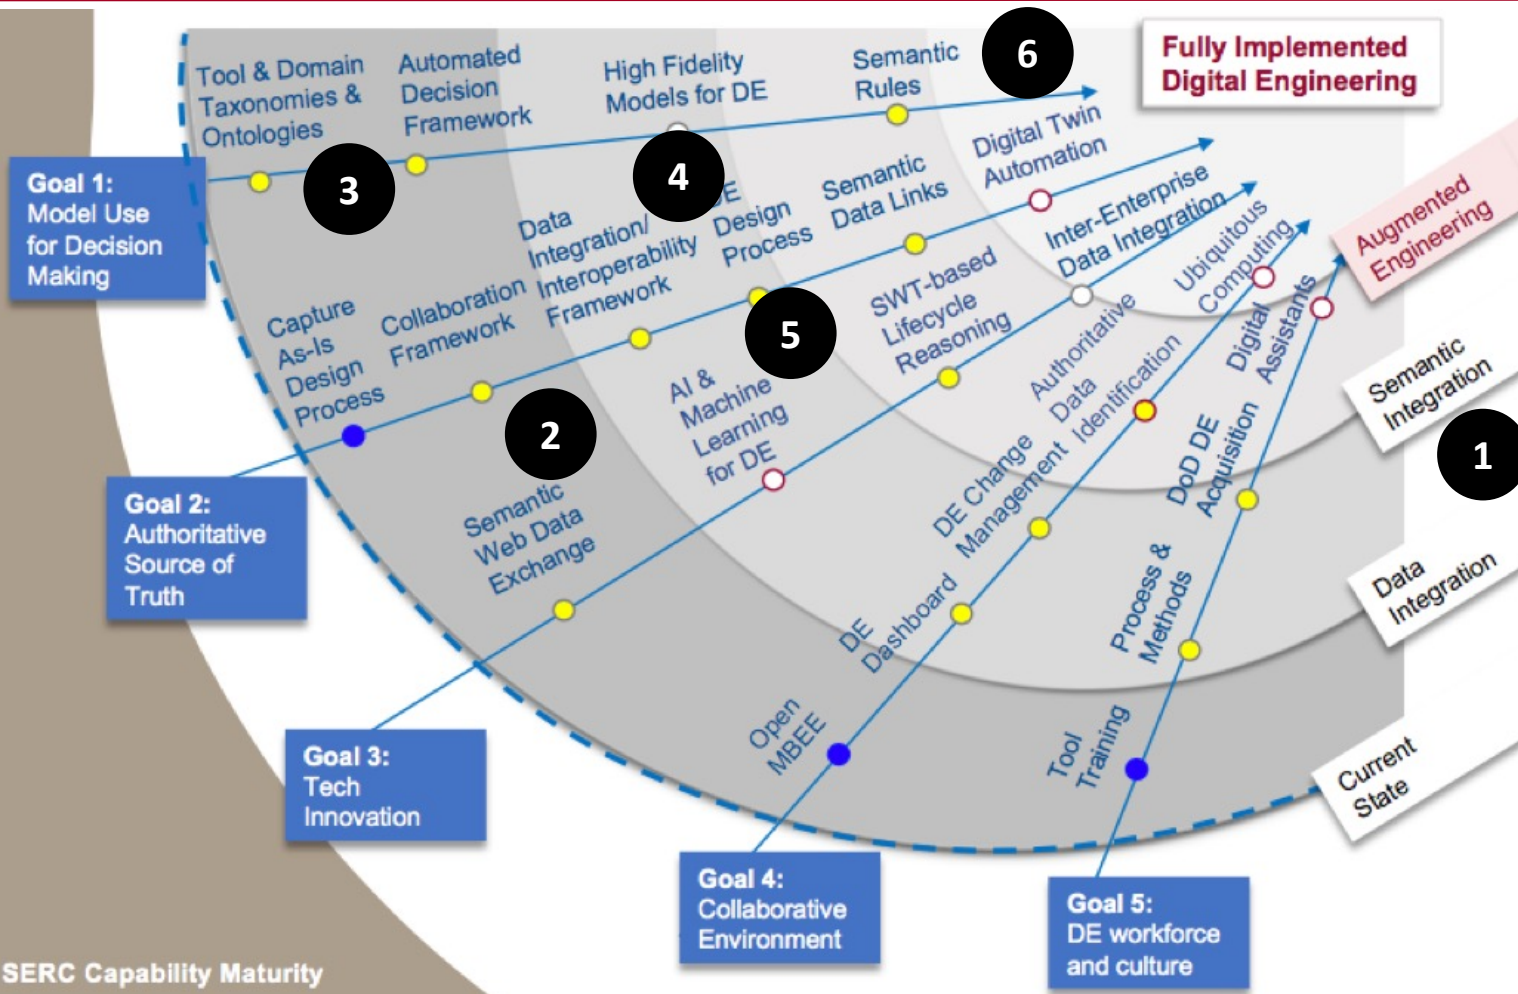 Fully Implemented
Digital Engineering
Tool & Domain
Taxonomies &
Ontologies
Automated
Decision
Framework
High Fidelity
Models for DE
Semantic
Rules
6
Goal 1:
Model Use
for Decision
Making
3
4
Capture
As-Is
Design
Process
Collaboration
Framework
Data
Integration/
Interoperability
Framework
DE
Design
Process
Semantic
Data Links
Digital Twin
Automation
Goal 2:
Authoritative
Source of
Truth
2
5
Semantic
Web Data
Exchange
AI &
Machine
Learning
for DE
SWT-based
Lifecycle
Reasoning
Inter-Enterprise
Data Integration
Goal 3:
Tech
Innovation
Open
MBEE
DE
Dashboard
DE Change
Management
Authoritative
Data
Identification
Ubiquitous
Computing
Goal 4:
Collaborative
Environment
Tool
Training
Process &
Methods
DoD DE
Acquisition
Digital
Assistants
Goal 5:
DE workforce
and culture
Augmented
Engineering
Semantic
Integration
1
Data
Integration
Current
State
SERC Capability Maturity